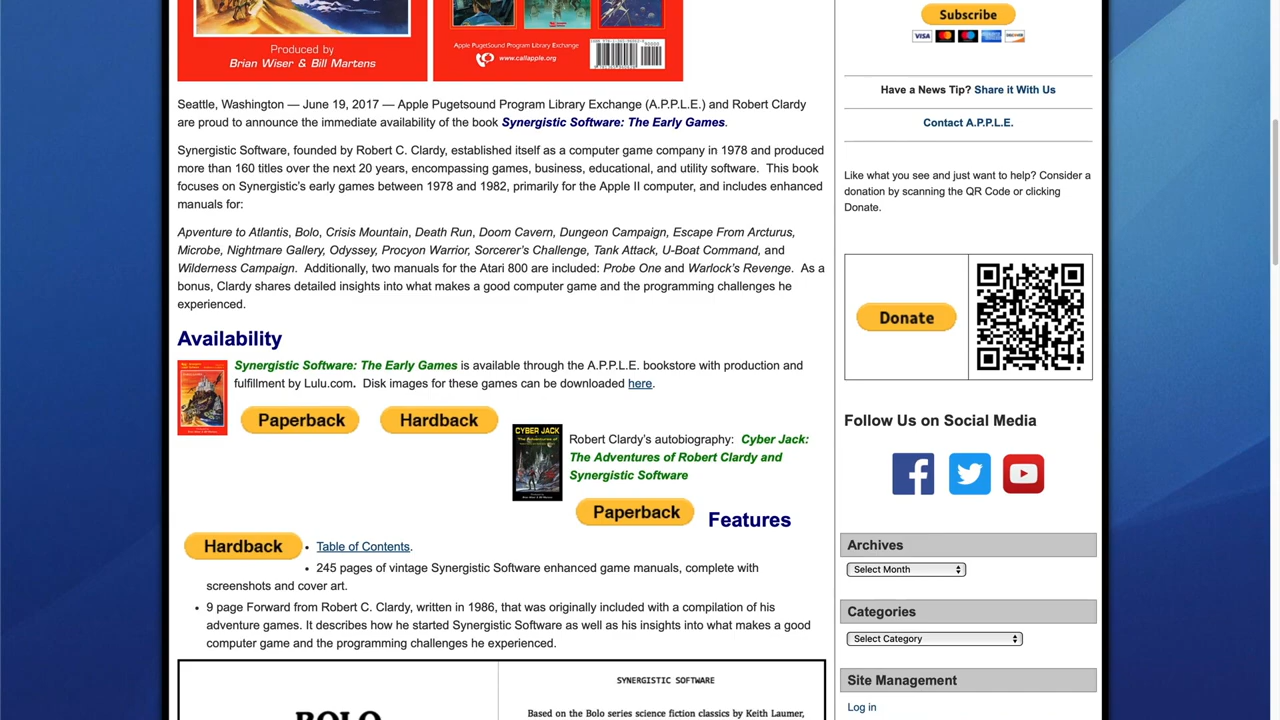 Produced by
Brian Wiser & Bill Martens
Apple PugetSound Program Library Exchange
www.callapple.org
Seattle, Washington — June 19, 2017 — Apple Pugetsound Program Library Exchange (A.P.P.L.E.) and Robert Clardy
are proud to announce the immediate availability of the book Synergistic Software: The Early Games.
Synergistic Software, founded by Robert C. Clardy, established itself as a computer game company in 1978 and produced
more than 160 titles over the next 20 years, encompassing games, business, educational, and utility software.  This book
focuses on Synergistic's early games between 1978 and 1982, primarily for the Apple II computer, and includes enhanced
manuals for:
Apventure to Atlantis, Bolo, Crisis Mountain, Death Run, Doom Cavern, Dungeon Campaign, Escape From Arcturus,
Microbe, Nightmare Gallery, Odyssey, Procyon Warrior, Sorcerer's Challenge, Tank Attack, U-Boat Command, and
Wilderness Campaign.  Additionally, two manuals for the Atari 800 are included: Probe One and Warlock's Revenge.  As a
bonus, Clardy shares detailed insights into what makes a good computer game and the programming challenges he
experienced.
Availability
Synergistic Software: The Early Games is available through the A.P.P.L.E. bookstore with production and
fulfillment by Lulu.com.  Disk images for these games can be downloaded here.
Paperback
Hardback
CYBER JACK
Robert Clardy's autobiography:  Cyber Jack:
The Adventures of Robert Clardy and
Synergistic Software
Paperback
Features
Hardback
• Table of Contents.
• 245 pages of vintage Synergistic Software enhanced game manuals, complete with
screenshots and cover art.
• 9 page Forward from Robert C. Clardy, written in 1986, that was originally included with a compilation of his
adventure games. It describes how he started Synergistic Software as well as his insights into what makes a good
computer game and the programming challenges he experienced.
BOLO
SYNERGISTIC SOFTWARE
Based on the Bolo series science fiction classics by Keith Laumer,
Subscribe
VISA
DISCOVER
Have a News Tip? Share it With Us
Contact A.P.P.L.E.
Like what you see and just want to help? Consider a
donation by scanning the QR Code or clicking
Donate.
Donate
Follow Us on Social Media
Archives
Select Month
Categories
Select Category
Site Management
Log in